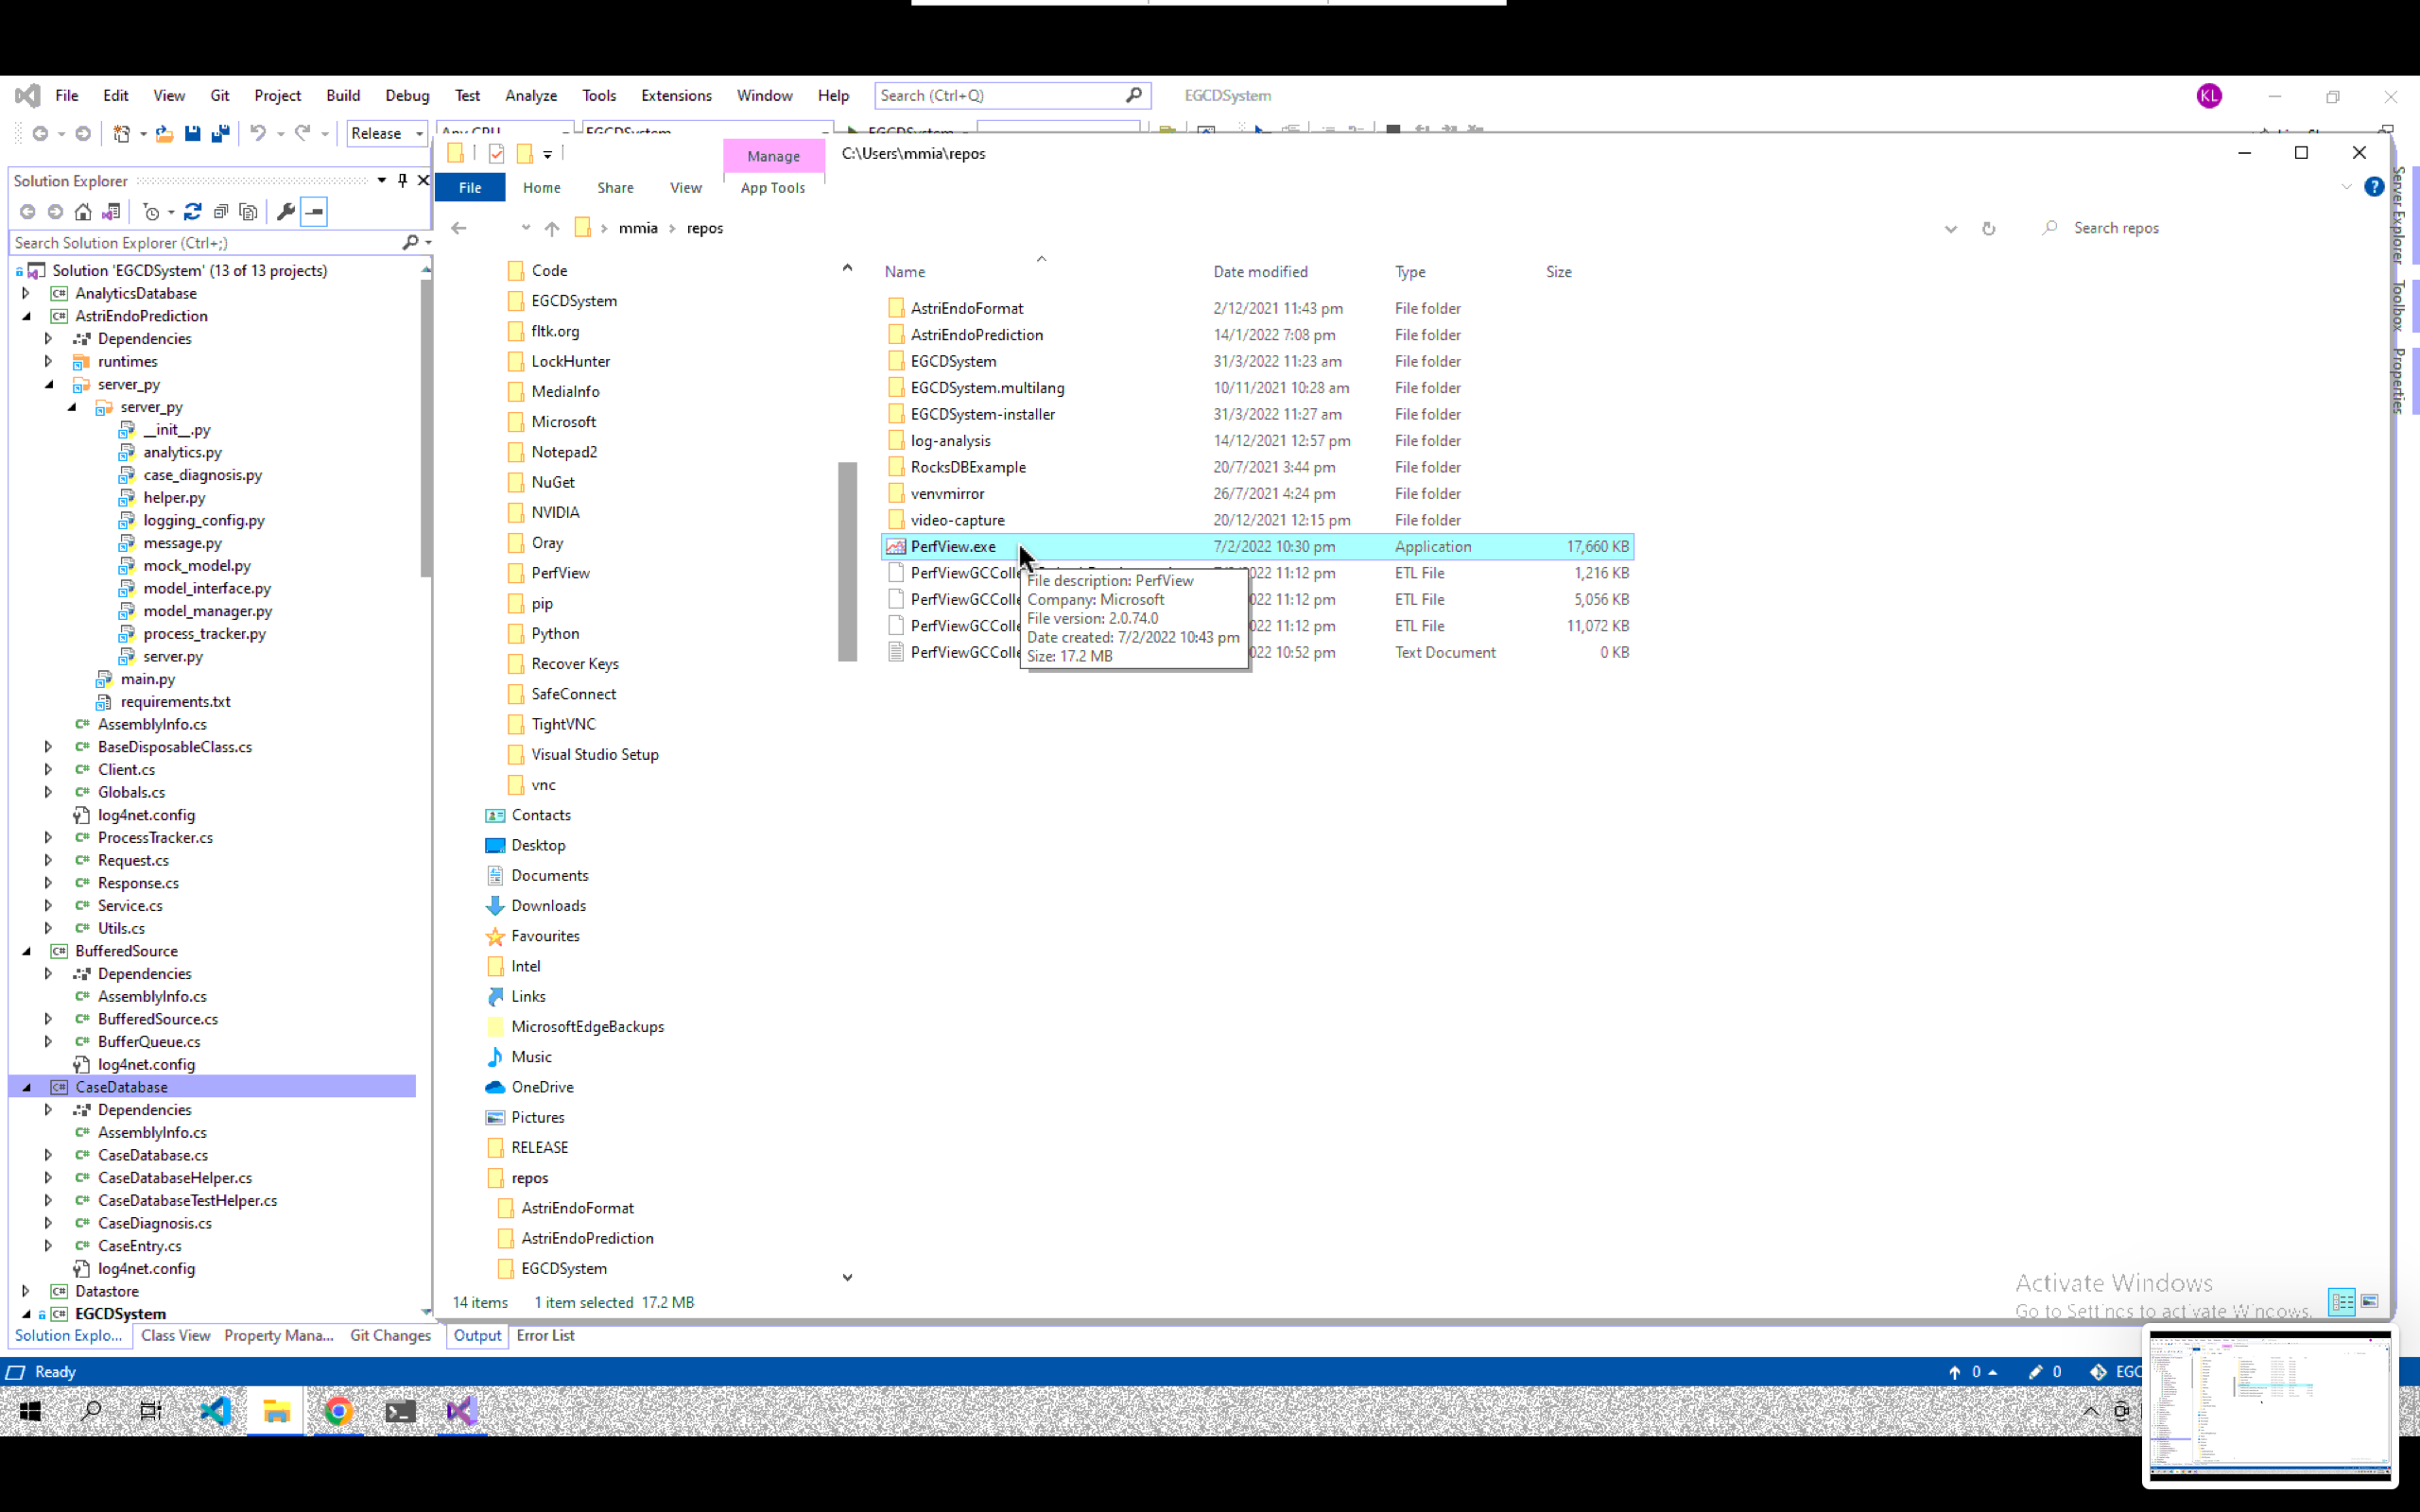 File Edit View Git Project Build Debug Test Analyze Tools Extensions Window Help Search (Ctrl+Q) EGCDSystem KL
Release Any CPU EGCDSystem EGCDSystem
Manage C:\Users\mmia\repos
File Home Share View App Tools
mmia repos Search repos
Solution Explorer
Search Solution Explorer (Ctrl+;)
Solution 'EGCDSystem' (13 of 13 projects)
AnalyticsDatabase
AstriEndoPrediction
Dependencies
runtimes
server_py
server_py
__init__.py
analytics.py
case_diagnosis.py
helper.py
logging_config.py
message.py
mock_model.py
model_interface.py
model_manager.py
process_tracker.py
server.py
main.py
requirements.txt
AssemblyInfo.cs
BaseDisposableClass.cs
Client.cs
Globals.cs
log4net.config
ProcessTracker.cs
Request.cs
Response.cs
Service.cs
Utils.cs
BufferedSource
Dependencies
AssemblyInfo.cs
BufferedSource.cs
BufferQueue.cs
log4net.config
CaseDatabase
Dependencies
AssemblyInfo.cs
CaseDatabase.cs
CaseDatabaseHelper.cs
CaseDatabaseTestHelper.cs
CaseDiagnosis.cs
CaseEntry.cs
log4net.config
Datastore
EGCDSystem
Code
EGCDSystem
fltk.org
LockHunter
MediaInfo
Microsoft
Notepad2
NuGet
NVIDIA
Oray
PerfView
pip
Python
Recover Keys
SafeConnect
TightVNC
Visual Studio Setup
vnc
Contacts
Desktop
Documents
Downloads
Favourites
Intel
Links
MicrosoftEdgeBackups
Music
OneDrive
Pictures
RELEASE
repos
AstriEndoFormat
AstriEndoPrediction
EGCDSystem
Name Date modified Type Size
AstriEndoFormat 2/12/2021 11:43 pm File folder
AstriEndoPrediction 14/1/2022 7:08 pm File folder
EGCDSystem 31/3/2022 11:23 am File folder
EGCDSystem.multilang 10/11/2021 10:28 am File folder
EGCDSystem-installer 31/3/2022 11:27 am File folder
log-analysis 14/12/2021 12:57 pm File folder
RocksDBExample 20/7/2021 3:44 pm File folder
venvmirror 26/7/2021 4:24 pm File folder
video-capture 20/12/2021 12:15 pm File folder
PerfView.exe 7/2/2022 10:30 pm Application 17,660 KB
PerfViewGCColle 022 11:12 pm ETL File 1,216 KB
PerfViewGCColle 022 11:12 pm ETL File 5,056 KB
PerfViewGCColle 022 11:12 pm ETL File 11,072 KB
PerfViewGCColle 022 10:52 pm Text Document 0 KB
File description: PerfView
Company: Microsoft
File version: 2.0.74.0
Date created: 7/2/2022 10:43 pm
Size: 17.2 MB
Server Explorer
Toolbox
Properties
Activate Windows
Go to Settings to activate Windows.
14 items 1 item selected 17.2 MB
Solution Explo... Class View Property Mana... Git Changes Output Error List
Ready 0 0 EGC